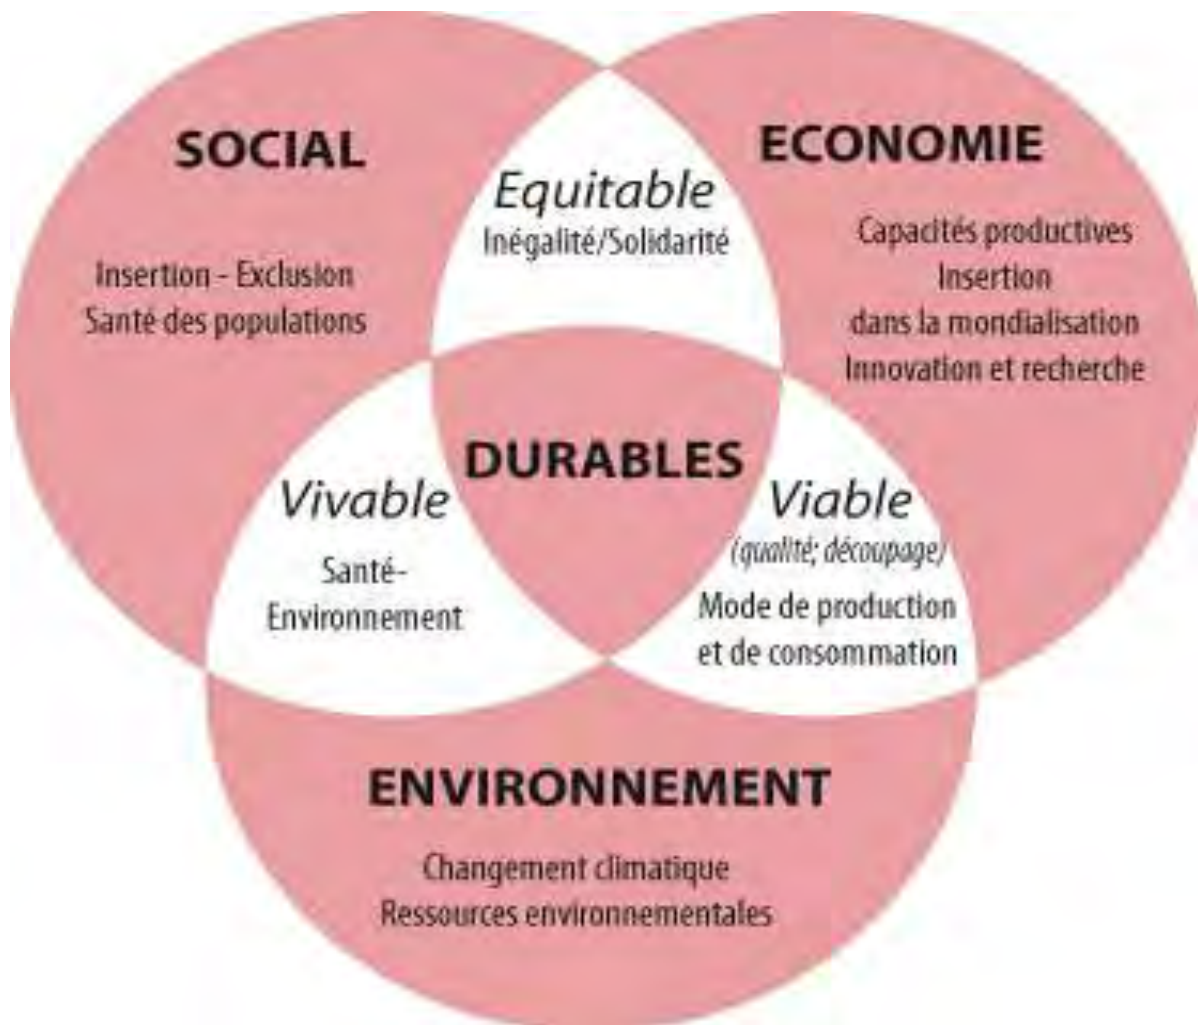 SOCIAL
Insertion - Exclusion
Santé des populations
Equitable
Inégalité/Solidarité
ECONOMIE
Capacités productives
Insertion
dans la mondialisation
Innovation et recherche
DURABLES
Vivable
Santé-
Environnement
Viable
(qualité; découpage)
Mode de production
et de consommation
ENVIRONNEMENT
Changement climatique
Ressources environnementales